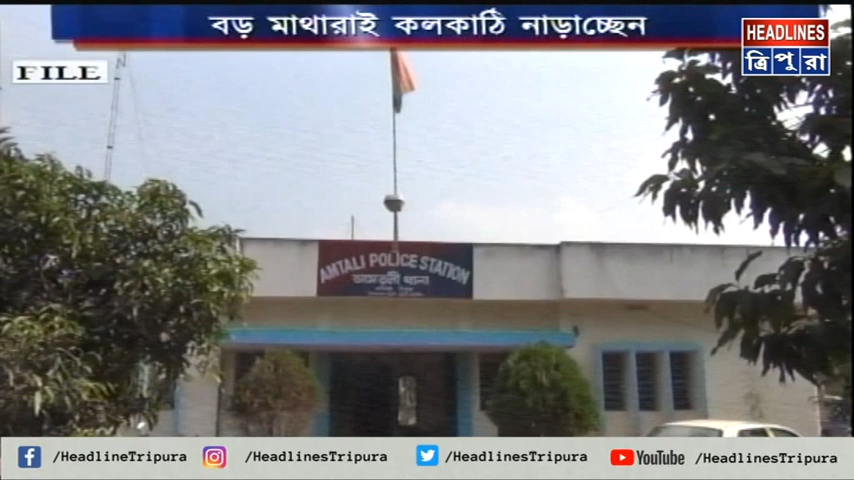 বড় মাথারাই কলকাঠি নাড়াচ্ছেন
HEADLINES
ত্রিপুরা
FILE
AMTALI POLICE STATION
আমতলী থানা
/HeadlineTripura
/HeadlinesTripura
/HeadlinesTripura
YouTube /HeadlinesTripura